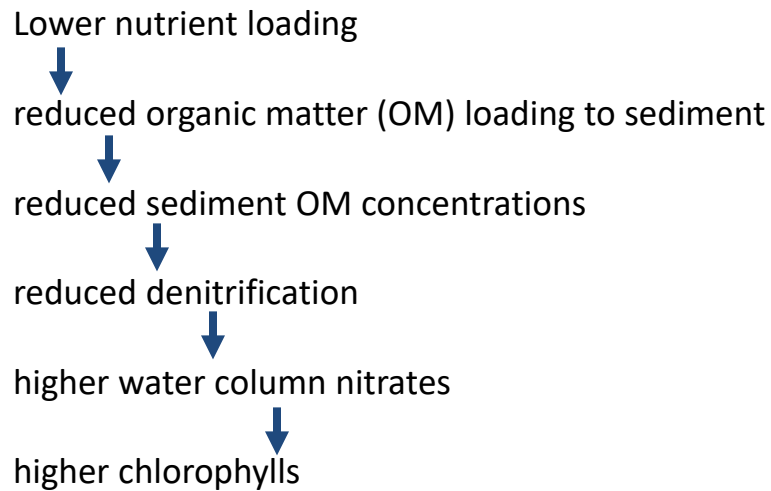 Lower nutrient loading
reduced organic matter (OM) loading to sediment
reduced sediment OM concentrations
reduced denitrification
higher water column nitrates
higher chlorophylls